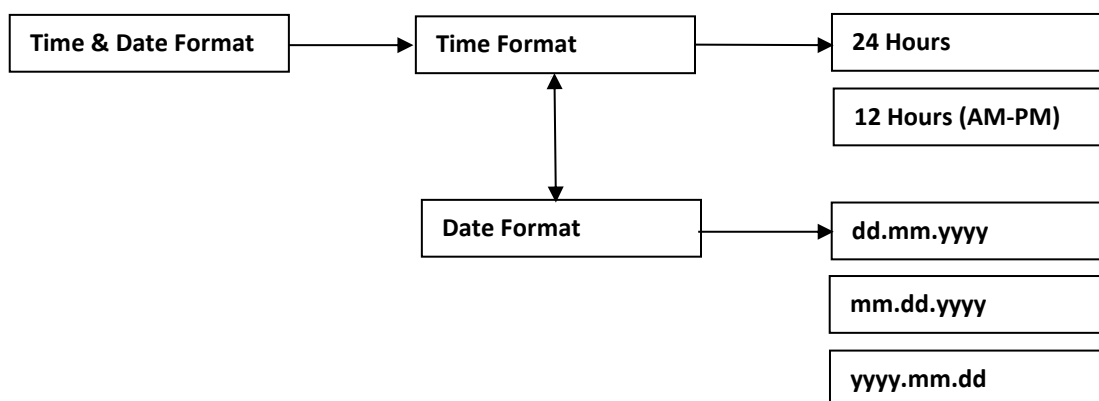 Time & Date Format
Time Format
24 Hours
12 Hours (AM-PM)
Date Format
dd.mm.yyyy
mm.dd.yyyy
yyyy.mm.dd